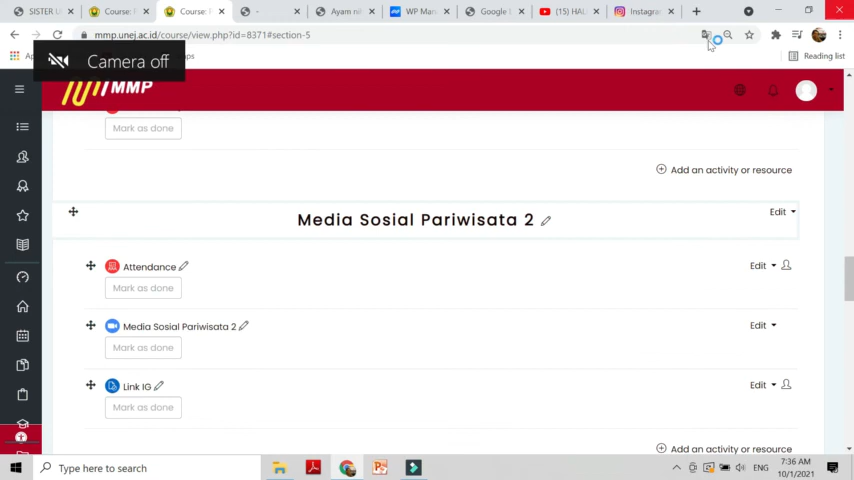 SISTER U
Course: F
Course: F
-
Ayam nil
WP Man
Google b
(15) HAL
Instagram
mmp.unej.ac.id/course/view.php?id=8371#section-5
Camera off
Reading list
MMP
Mark as done
Add an activity or resource
Media Sosial Pariwisata 2
Edit
Attendance
Edit
Mark as done
Media Sosial Pariwisata 2
Edit
Mark as done
Link IG
Edit
Mark as done
Add an activity or resource
Type here to search
ENG
7:36 AM
10/1/2021